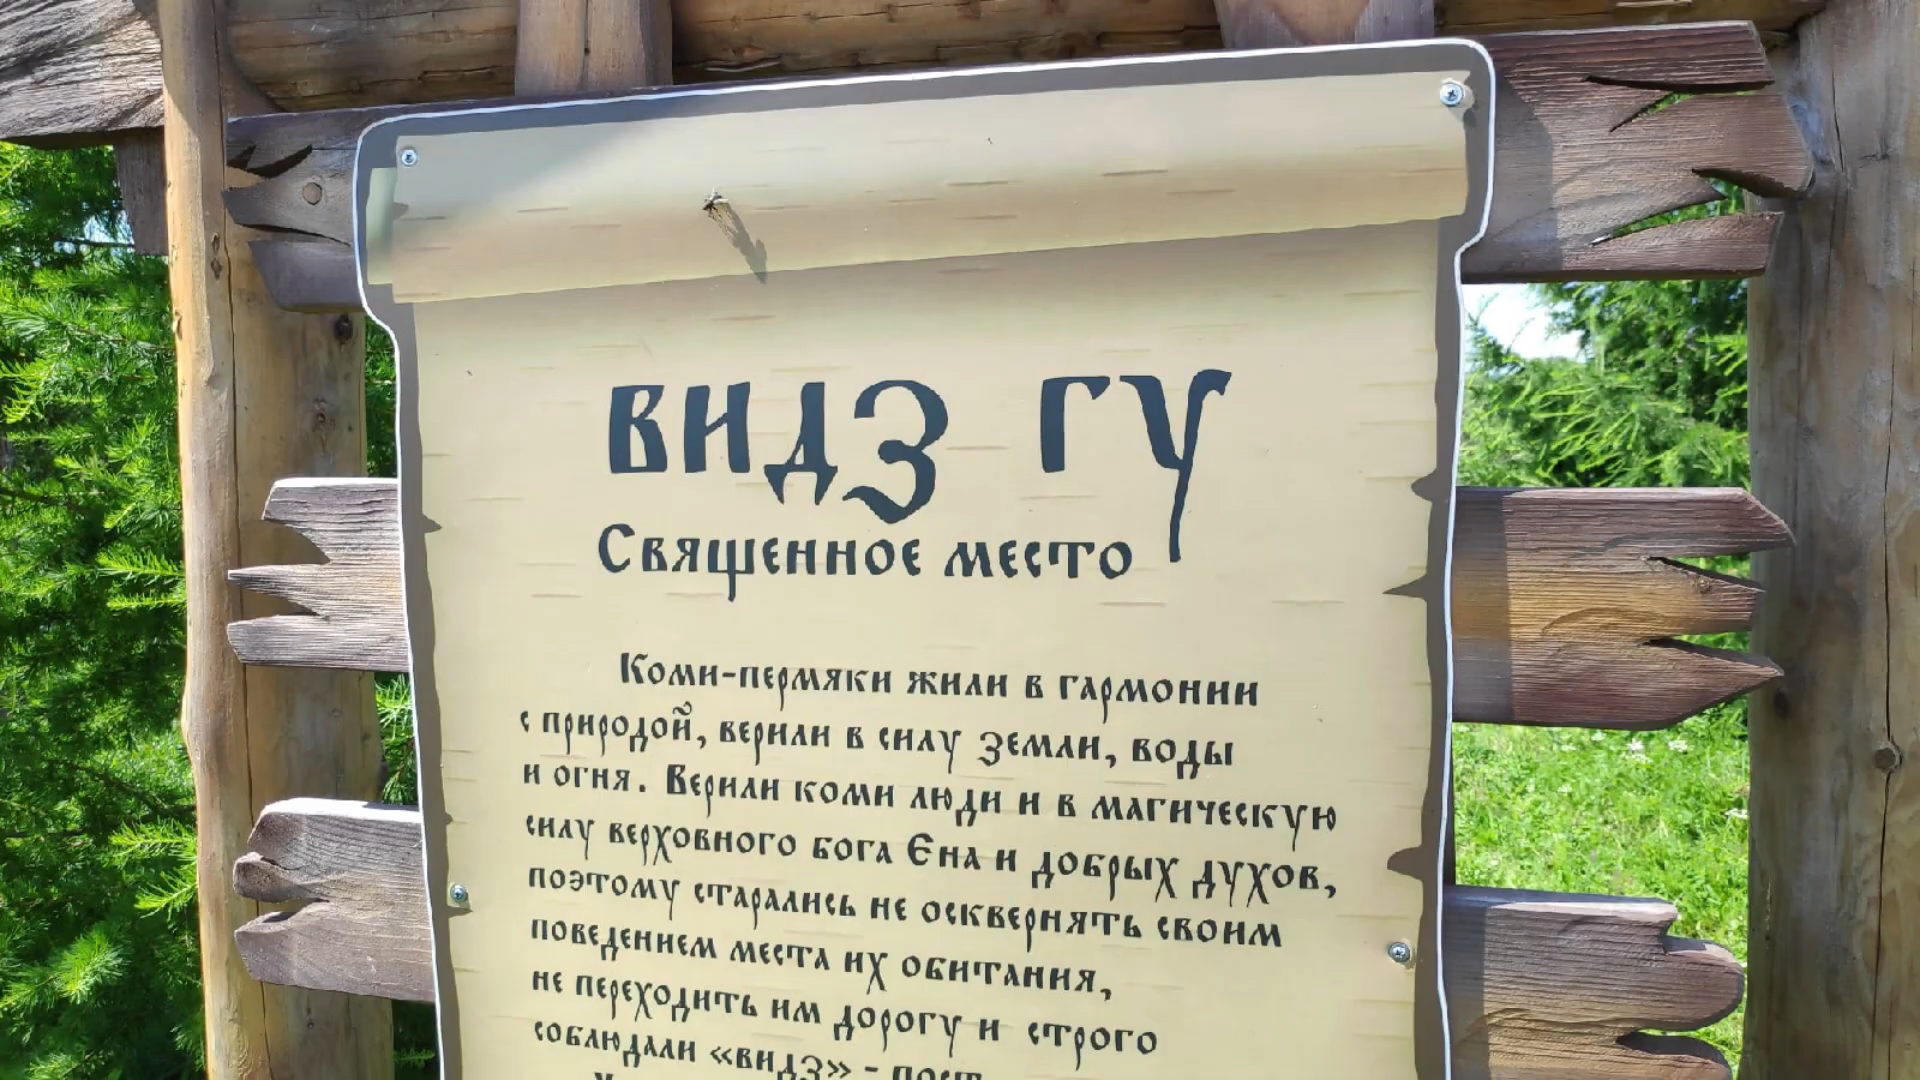 ВИДЗ ГУ
Священное место
Коми-пермяки жили в гармонии
с природой, верили в силу земли, воды
и огня. Верили коми люди и в магическую
силу верховного бога Ена и добрых духов,
поэтому старались не осквернять своим
поведением места их обитания,
не переходить им дорогу и строго
соблюдали «видз» - пост